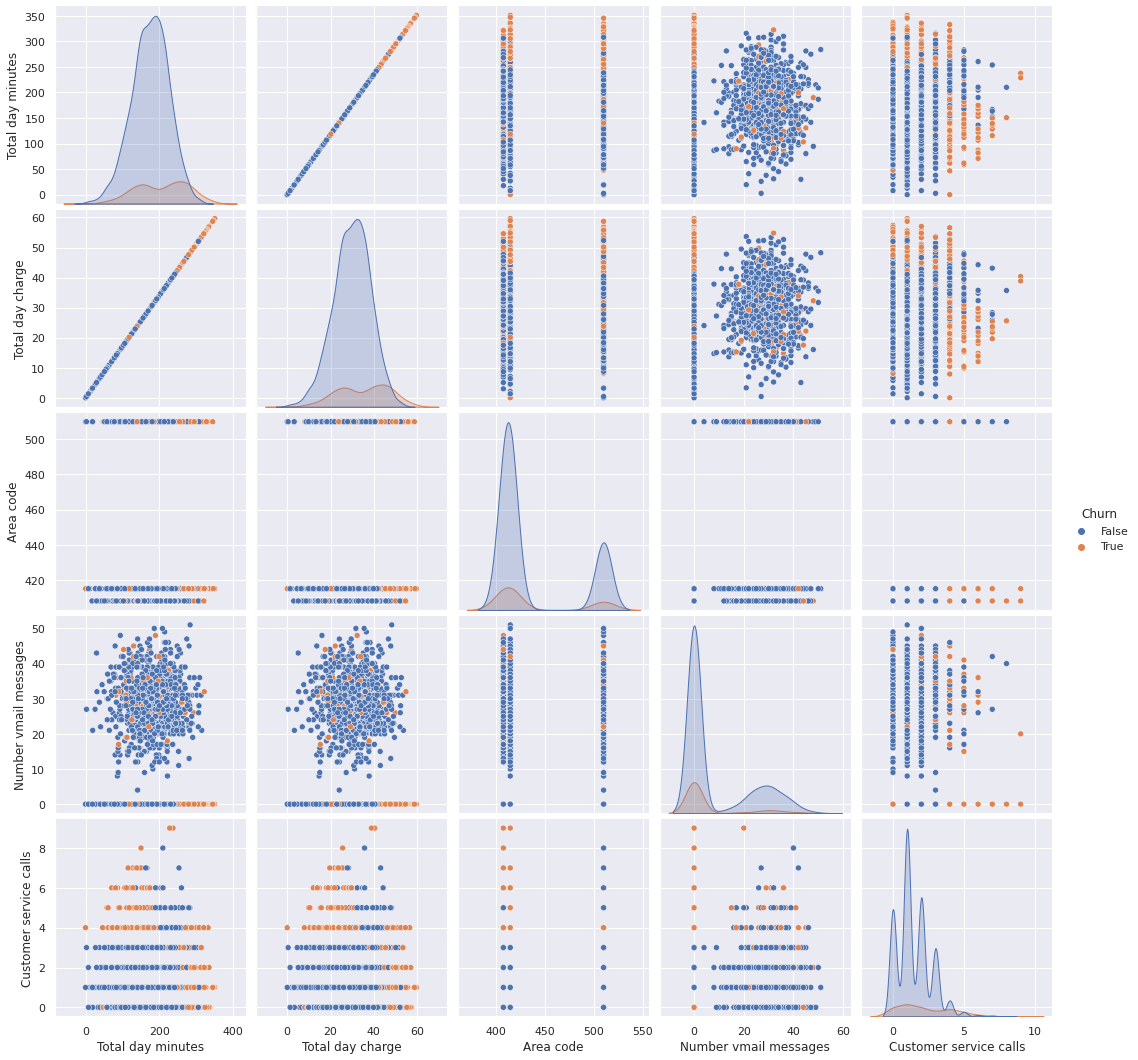 350
300
250
200
150
100
50
0
Total day minutes
60
50
40
30
20
10
0
Total day charge
500
480
460
440
420
Area code
Churn
False
True
50
40
30
20
10
0
Number vmail messages
8
6
4
2
0
Customer service calls
0 200 400
0 20 40 60
400 450 500 550
0 20 40 60
0 5 10
Total day minutes
Total day charge
Area code
Number vmail messages
Customer service calls